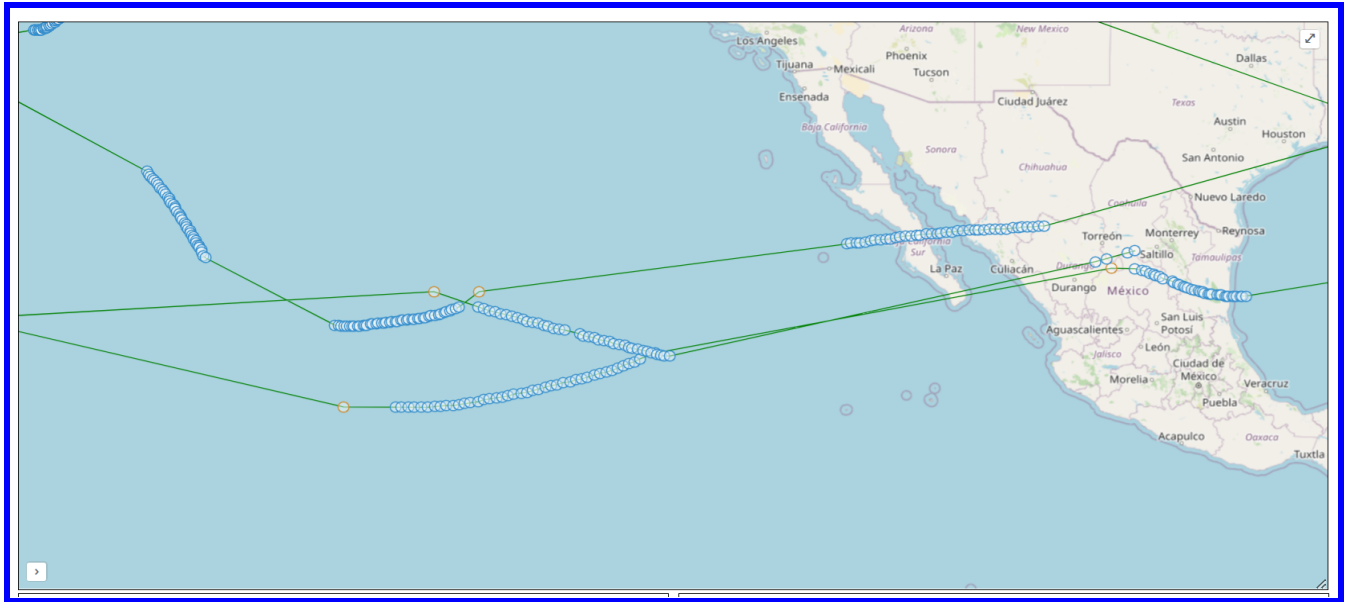 Arizona
New Mexico
Los Angeles
Phoenix
Dallas
Tijuana
Mexicali
Tucson
Ensenada
Ciudad Juárez
Texas
Austin
Baja California
Houston
Sonora
San Antonio
Chihuahua
Nuevo Laredo
Coahuila
Reynosa
Monterrey
Torreón
Saltillo
Sur
Tamaulipas
Durango
La Paz
Culiacán
Durango
México
San Luis
Potosí
Aguascalientes
León
Jalisco
Ciudad de
México
Morelia
Veracruz
Puebla
Acapulco
Oaxaca
Tuxtla